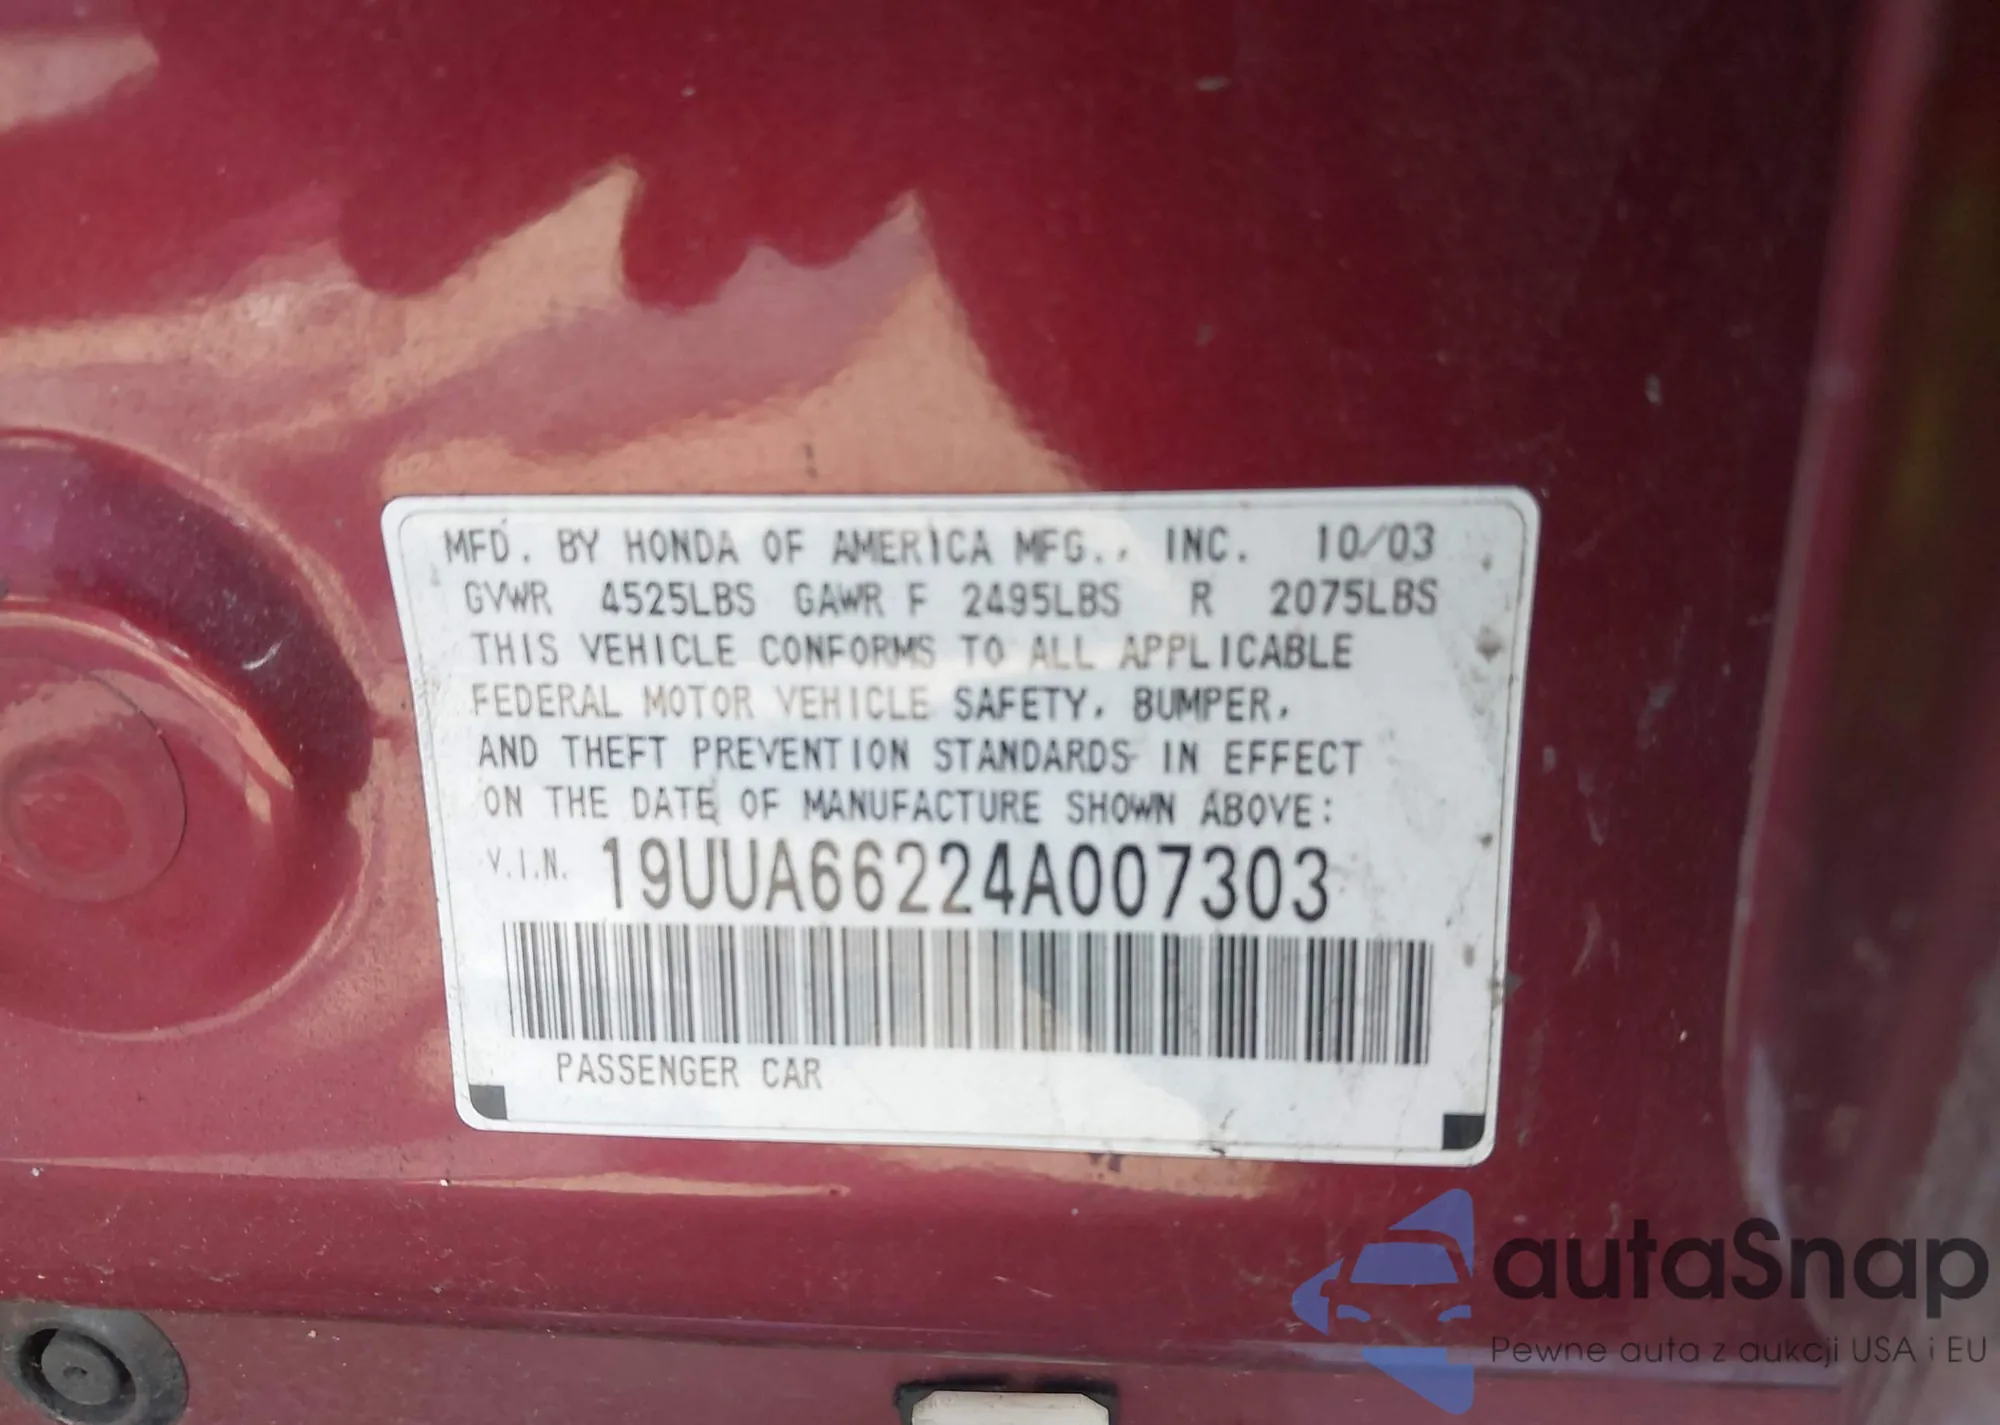 MFD. BY HONDA OF AMERICA MFG., INC. 10/03
GVWR 4525LBS GAWR F 2495LBS R 2075LBS
THIS VEHICLE CONFORMS TO ALL APPLICABLE
FEDERAL MOTOR VEHICLE SAFETY, BUMPER,
AND THEFT PREVENTION STANDARDS IN EFFECT
ON THE DATE OF MANUFACTURE SHOWN ABOVE:
V.I.N. 19UUA66224A007303
PASSENGER CAR
autaSnap
Pewne auta z aukcji USA i EU